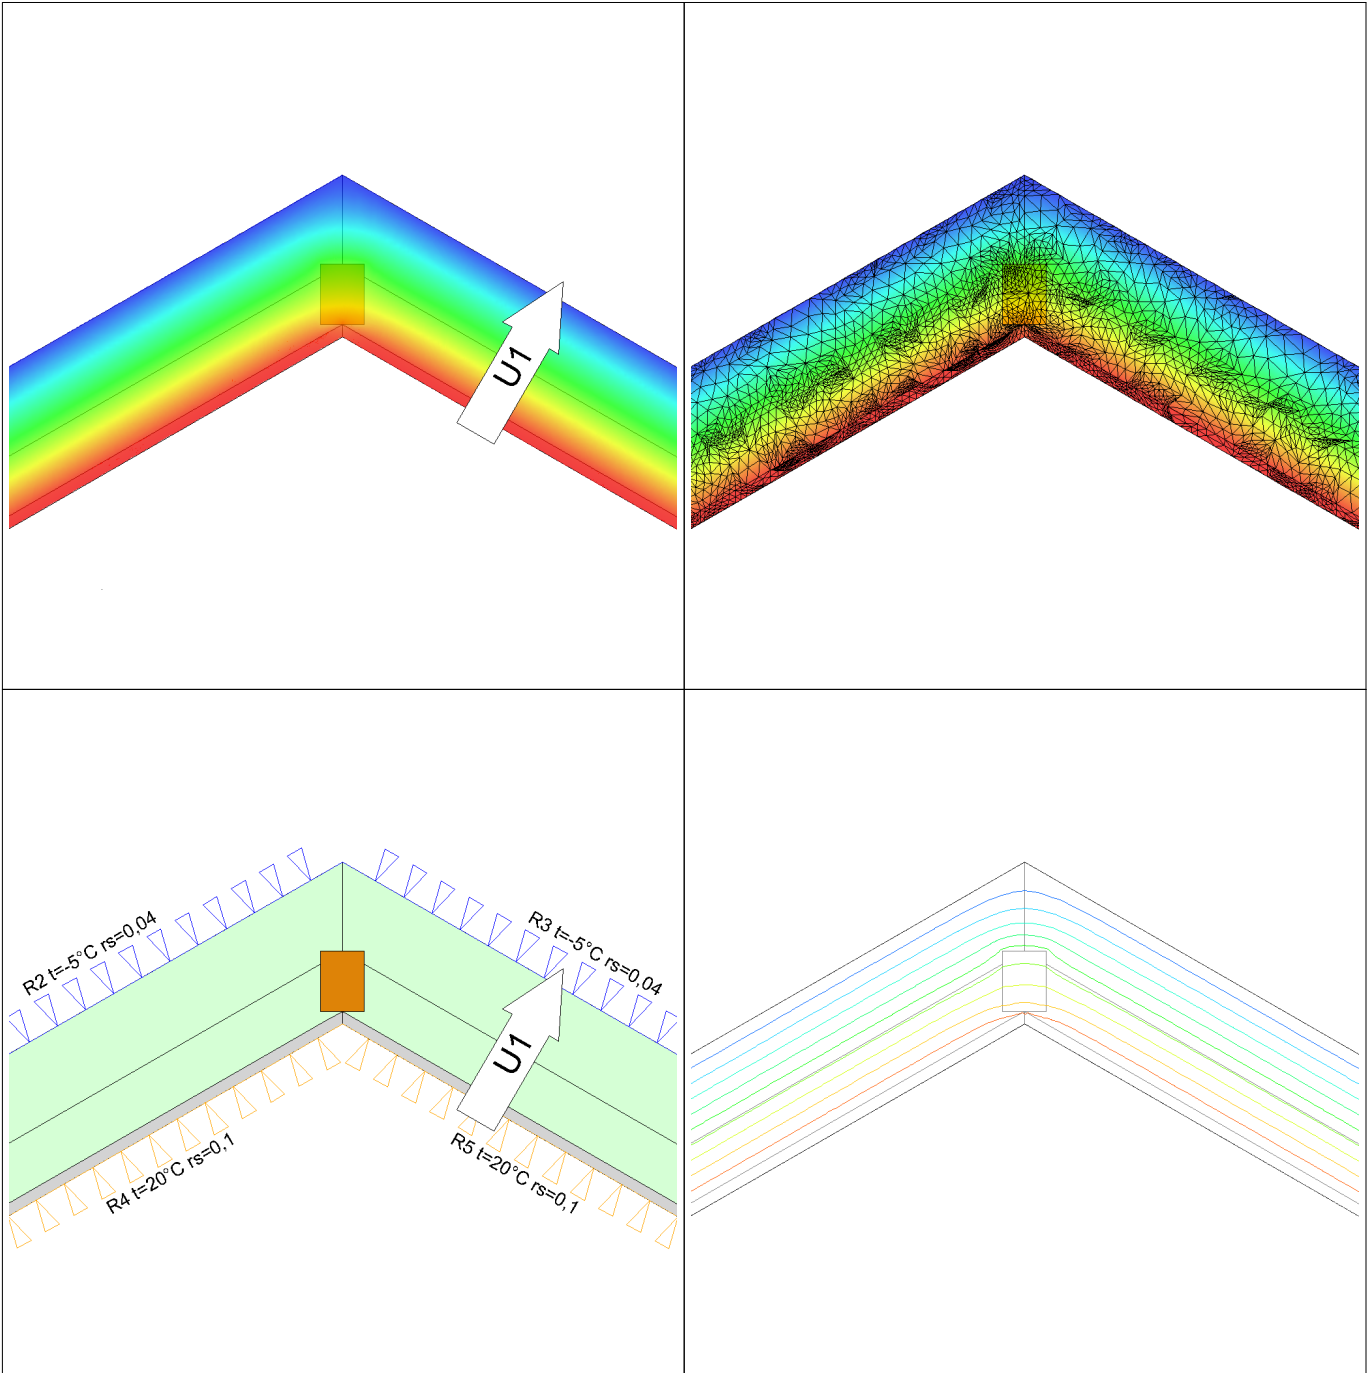 U1
R2 t=-5°C rs=0,04
R3 t=-5°C rs=0,04
U1
R4 t=20°C rs=0,1
R5 t=20°C rs=0,1